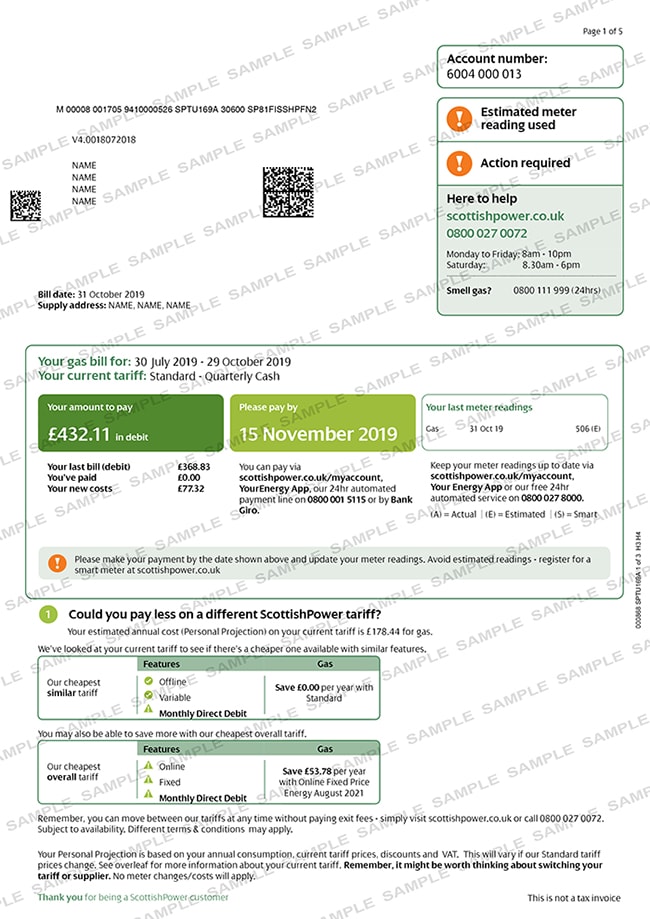 Page 1 of 5
Account number:
6004 000 013
M 00008 001705 9410000526 SPTU169A 30600 SP81FISSHPFN2
Estimated meter
reading used
V4.0018072018
Action required
NAME
NAME
NAME
NAME
Here to help
scottishpower.co.uk
0800 027 0072
Monday to Friday: 8am - 10pm
Saturday: 8.30am - 6pm
Smell gas? 0800 111 999 (24hrs)
Bill date: 31 October 2019
Supply address: NAME, NAME, NAME
Your gas bill for: 30 July 2019 - 29 October 2019
Your current tariff: Standard - Quarterly Cash
Your amount to pay
£432.11 in debit
Please pay by
15 November 2019
Your last meter readings
Gas 31 Oct 19 506 (E)
Your last bill (debit) £368.83
You've paid £0.00
Your new costs £77.32
You can pay via
scottishpower.co.uk/myaccount,
YourEnergy App, our 24hr automated
payment line on 0800 001 5115 or by Bank
Giro.
Keep your meter readings up to date via
scottishpower.co.uk/myaccount,
Your Energy App or our free 24hr
automated service on 0800 027 8000.
(A) = Actual | (E) = Estimated | (S) = Smart
Please make your payment by the date shown above and update your meter readings. Avoid estimated readings - register for a
smart meter at scottishpower.co.uk
000868 SPTU169A 1 of 3 H3 H4
1 Could you pay less on a different ScottishPower tariff?
Your estimated annual cost (Personal Projection) on your current tariff is £178.44 for gas.
We've looked at your current tariff to see if there's a cheaper one available with similar features.
Features Gas
Our cheapest
similar tariff
Offline
Variable
Monthly Direct Debit
Save £0.00 per year with
Standard
You may also be able to save more with our cheapest overall tariff.
Features Gas
Our cheapest
overall tariff
Online
Fixed
Monthly Direct Debit
Save £53.78 per year
with Online Fixed Price
Energy August 2021
Remember, you can move between our tariffs at any time without paying exit fees - simply visit scottishpower.co.uk or call 0800 027 0072.
Subject to availability. Different terms & conditions may apply.
Your Personal Projection is based on your annual consumption, current tariff prices, discounts and VAT. This will vary if our Standard tariff
prices change. See overleaf for more information about your current tariff. Remember, it might be worth thinking about switching your
tariff or supplier. No meter changes/costs will apply.
Thank you for being a ScottishPower customer
This is not a tax invoice
SAMPLE SAMPLE SAMPLE SAMPLE SAMPLE SAMPLE